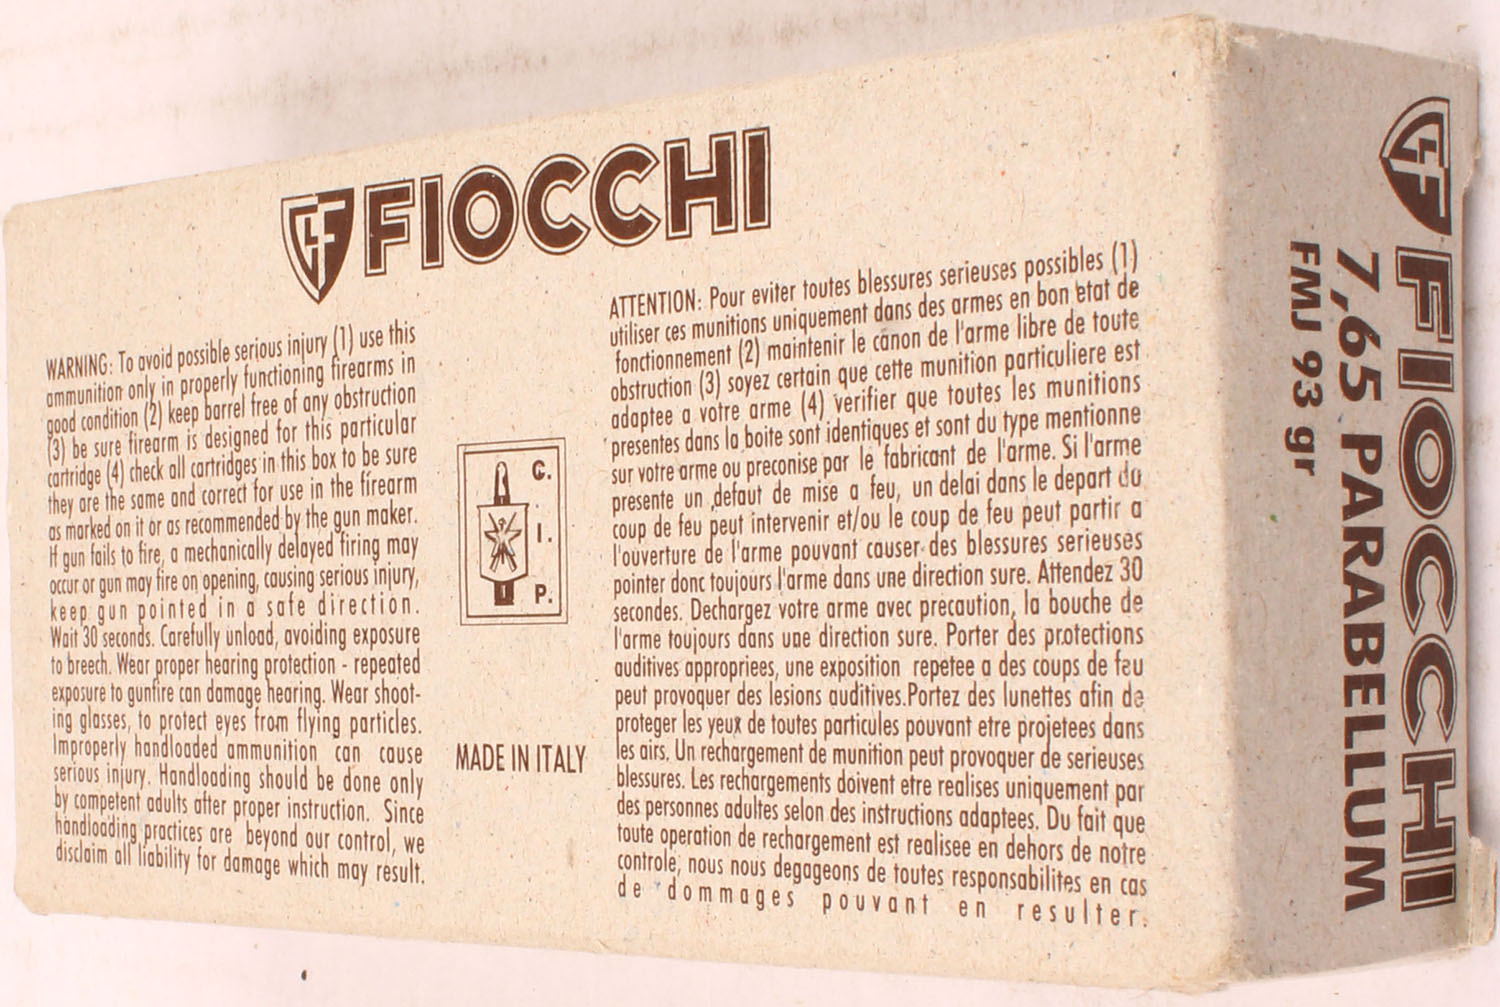 GF FIOCCHI
WARNING: To avoid possible serious injury (1) use this
ammunition only in properly functioning firearms in
good condition (2) keep barrel free of any obstruction
(3) be sure firearm is designed for this particular
cartridge (4) check all cartridges in this box to be sure
they are the same and correct for use in the firearm
as marked on it or as recommended by the gun maker.
If gun fails to fire, a mechanically delayed firing may
occur or gun may fire on opening, causing serious injury,
keep gun pointed in a safe direction.
Wait 30 seconds. Carefully unload, avoiding exposure
to breech. Wear proper hearing protection - repeated
exposure to gunfire can damage hearing. Wear shoot-
ing glasses, to protect eyes from flying particles.
Improperly handloaded ammunition can cause
serious injury. Handloading should be done only
by competent adults after proper instruction. Since
handloading practices are beyond our control, we
disclaim all liability for damage which may result.
C.
I.
P.
MADE IN ITALY
ATTENTION: Pour eviter toutes blessures serieuses possibles (1)
utiliser ces munitions uniquement dans des armes en bon etat de
fonctionnement (2) maintenir le canon de l'arme libre de toute
obstruction (3) soyez certain que cette munition particuliere est
adaptee a votre arme (4) verifier que toutes les munitions
presentes dans la boite sont identiques et sont du type mentionne
sur votre arme ou preconise par le fabricant de l'arme. Si l'arme
presente un defaut de mise a feu, un delai dans le depart du
coup de feu peut intervenir et/ou le coup de feu peut partir a
l'ouverture de l'arme pouvant causer des blessures serieuses
pointer donc toujours l'arme dans une direction sure. Attendez 30
secondes. Dechargez votre arme avec precaution, la bouche de
l'arme toujours dans uae direction sure. Porter des protections
auditives appropriees, une exposition repetee a des coups de feu
peut provoquer des lesions auditives.Portez des lunettes afin de
proteger les yeux de toutes particules pouvant etre projetees dans
les airs. Un rechargement de munition peut provoquer de serieuses
blessures. Les rechargements doivent etre realises uniquement par
des personnes adultes selon des instructions adaptees. Du fait que
toute operation de rechargement est realisee en dehors de notre
controle, nous nous degageons de toutes responsabilites en cas
de dommages pouvant en resulter.
GF FIOCCHI
7,65 PARABELLUM
FMJ 93 gr